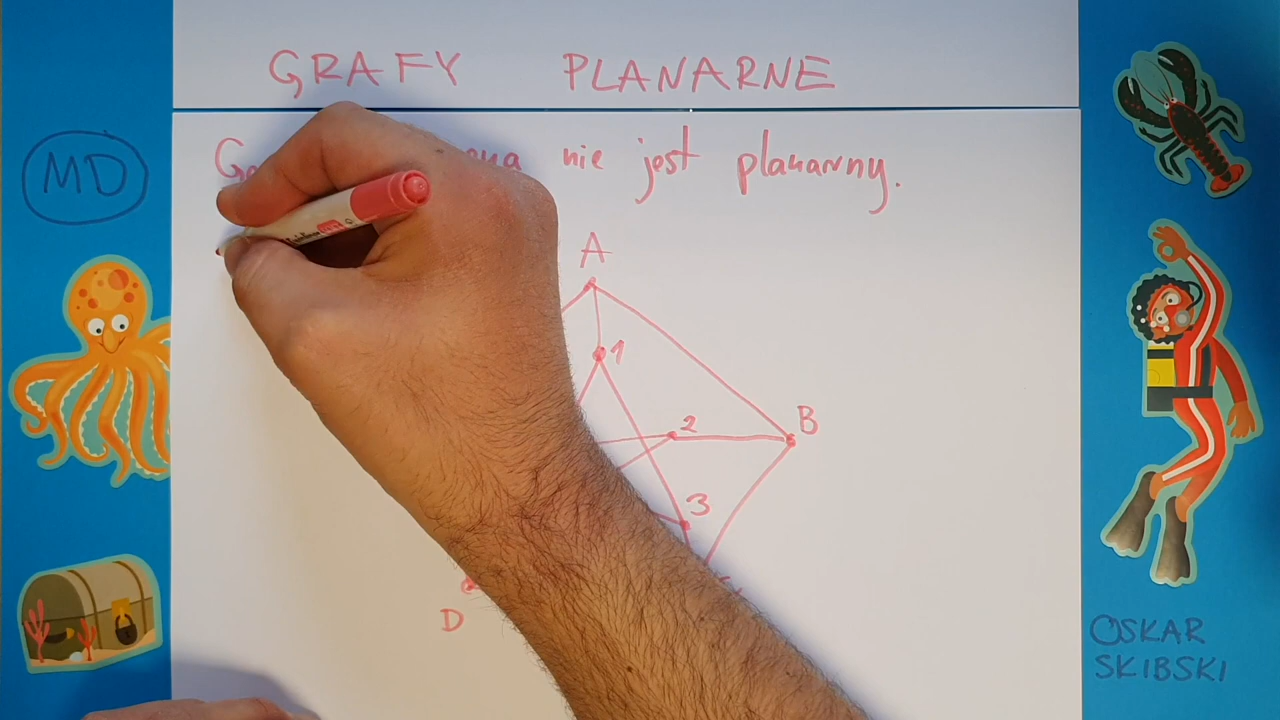 GRAFY PLANARNE
MD
nie jest planarny.
A
1
2
B
3
D
OSKAR
SKIBSKI